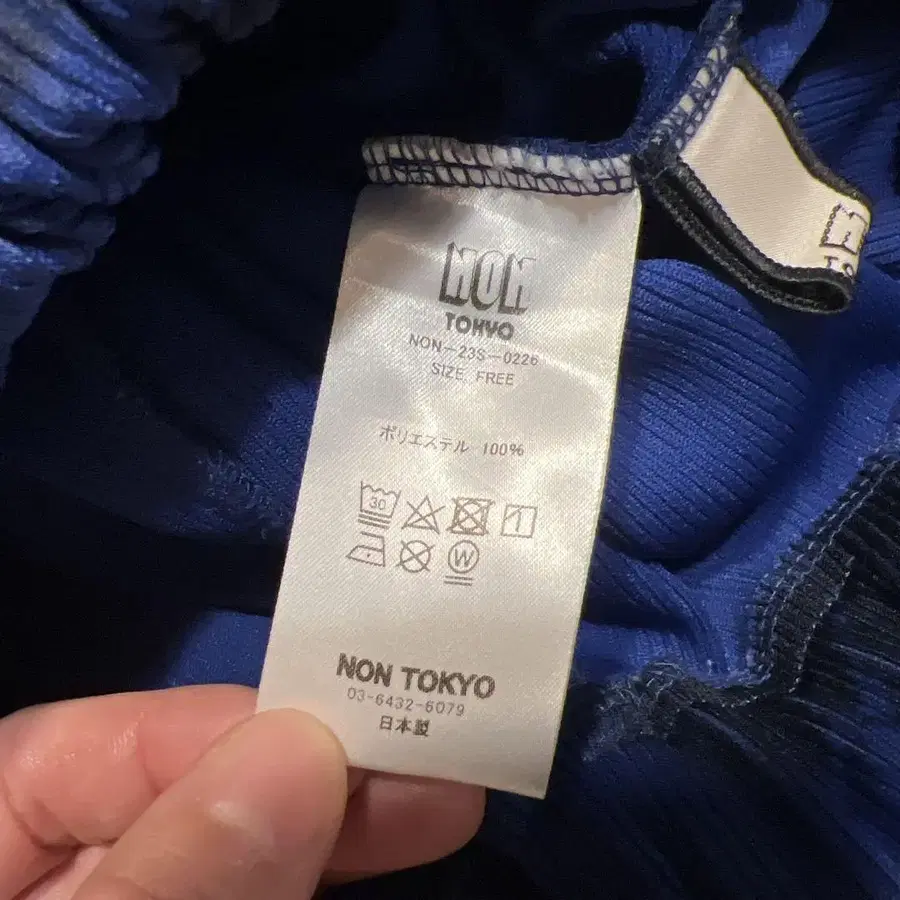 NON
TOKYO
NON-23S-0226
SIZE FREE
ポリエステル 100%
30
W
NON TOKYO
03-6432-6079
日本製